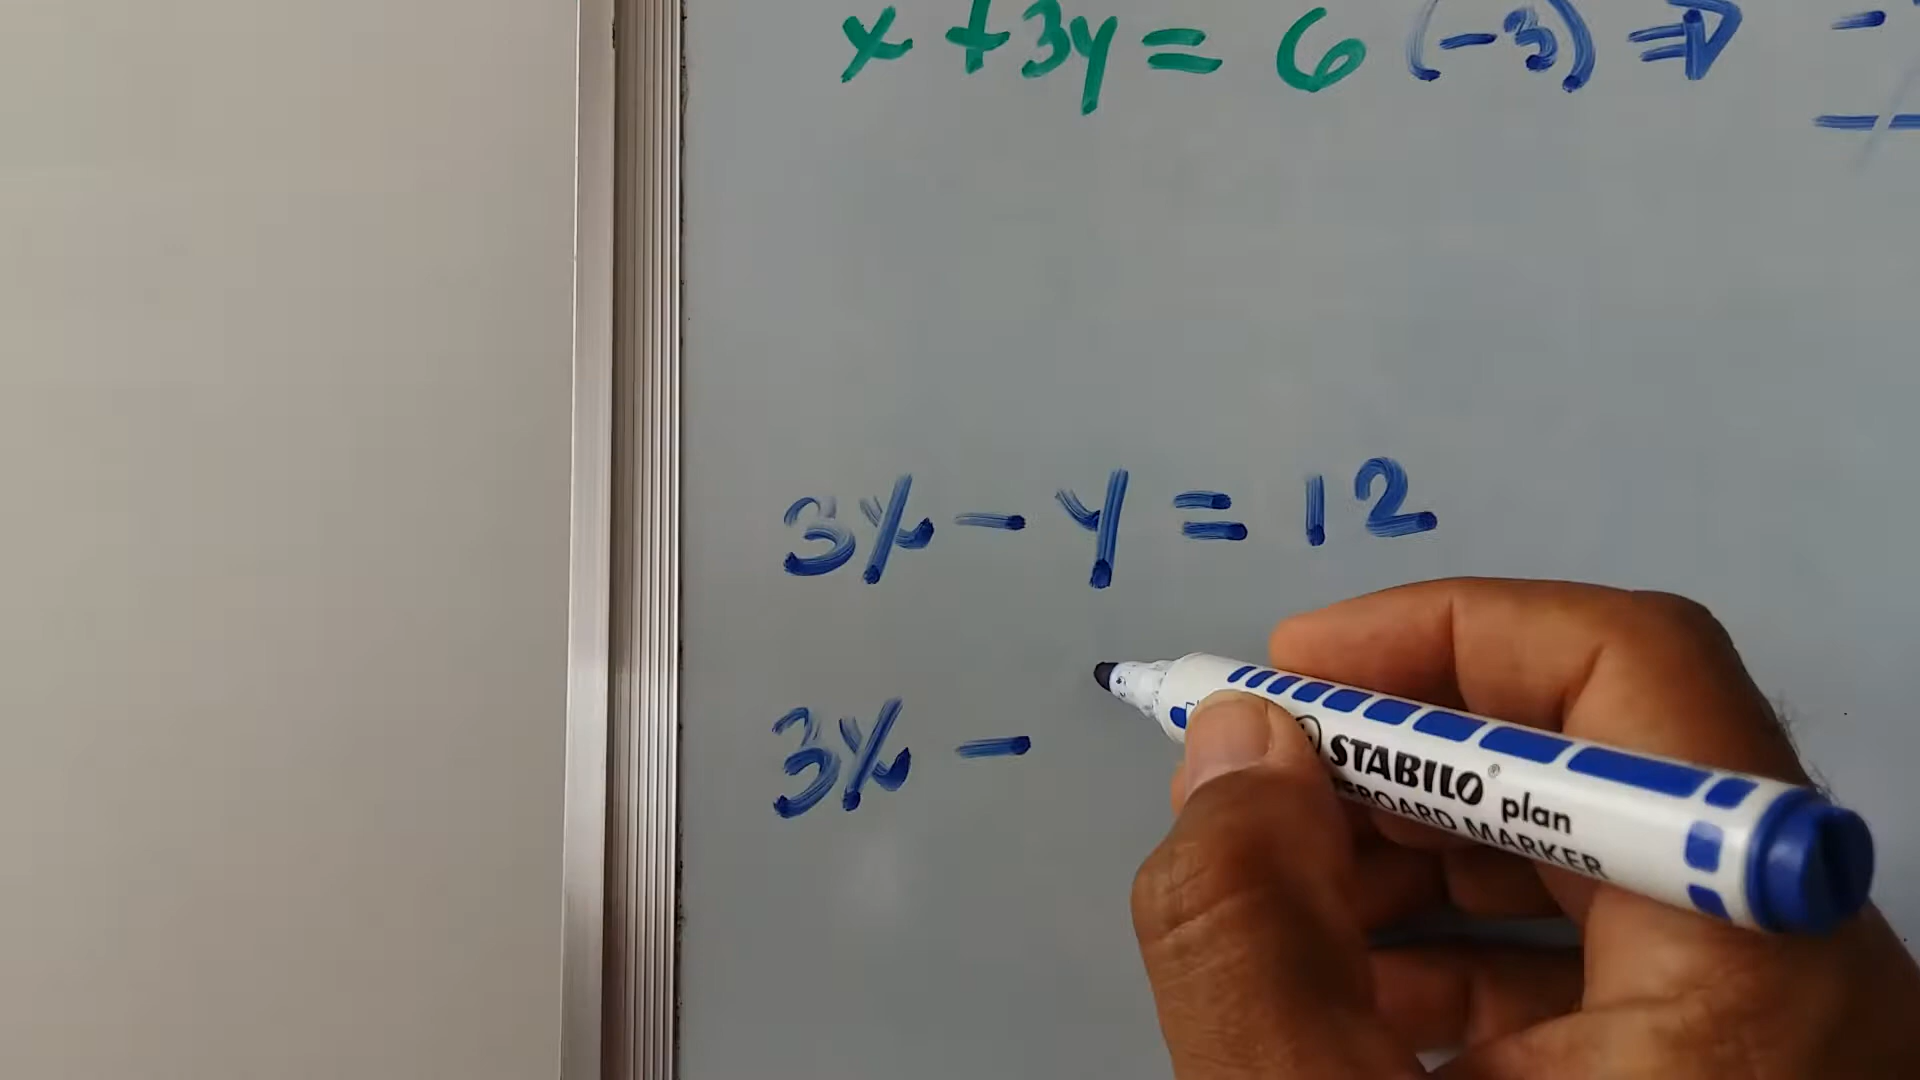 x + 3y = 6 (-3) ⇒ -
3x - y = 12
3x -
STABILO® plan
BOARD MARKER